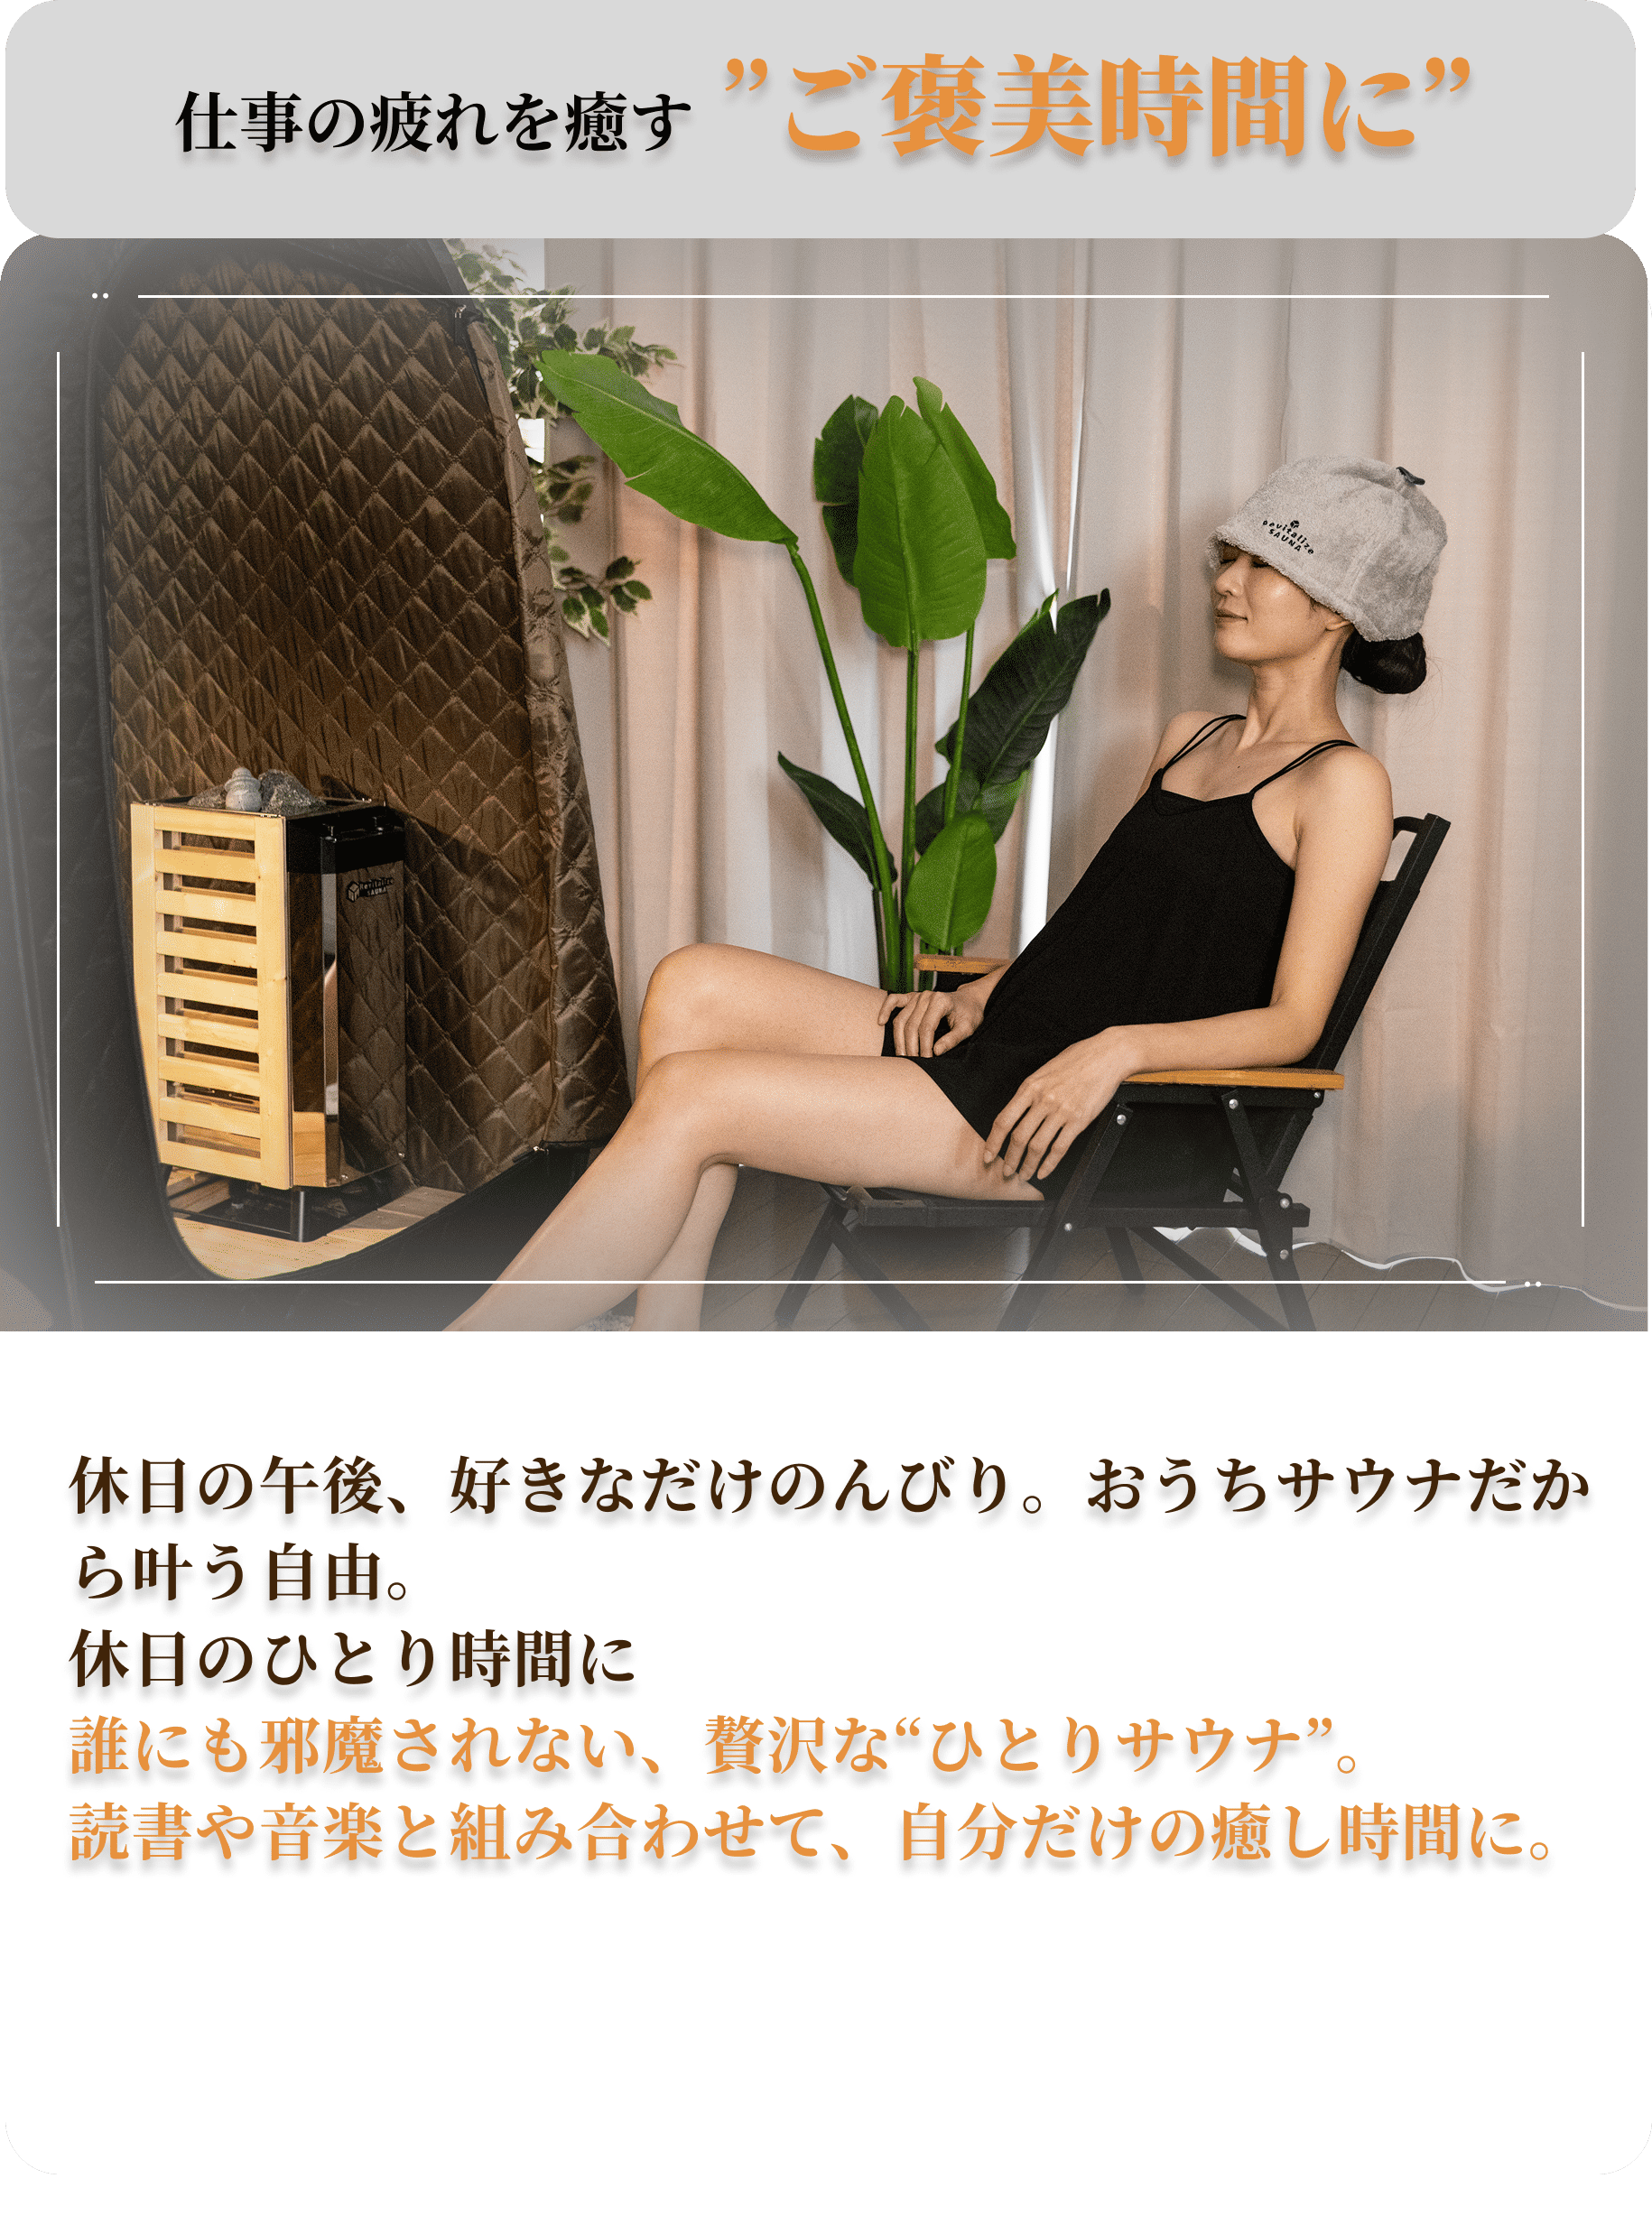 仕事の疲れを癒す ”ご褒美時間に”
Revitalize
SAUNA
Revitalize
SAUNA
休日の午後、好きなだけのんびり。おうちサウナだか
ら叶う自由。
休日のひとり時間に
誰にも邪魔されない、贅沢な“ひとりサウナ”。
読書や音楽と組み合わせて、自分だけの癒し時間に。